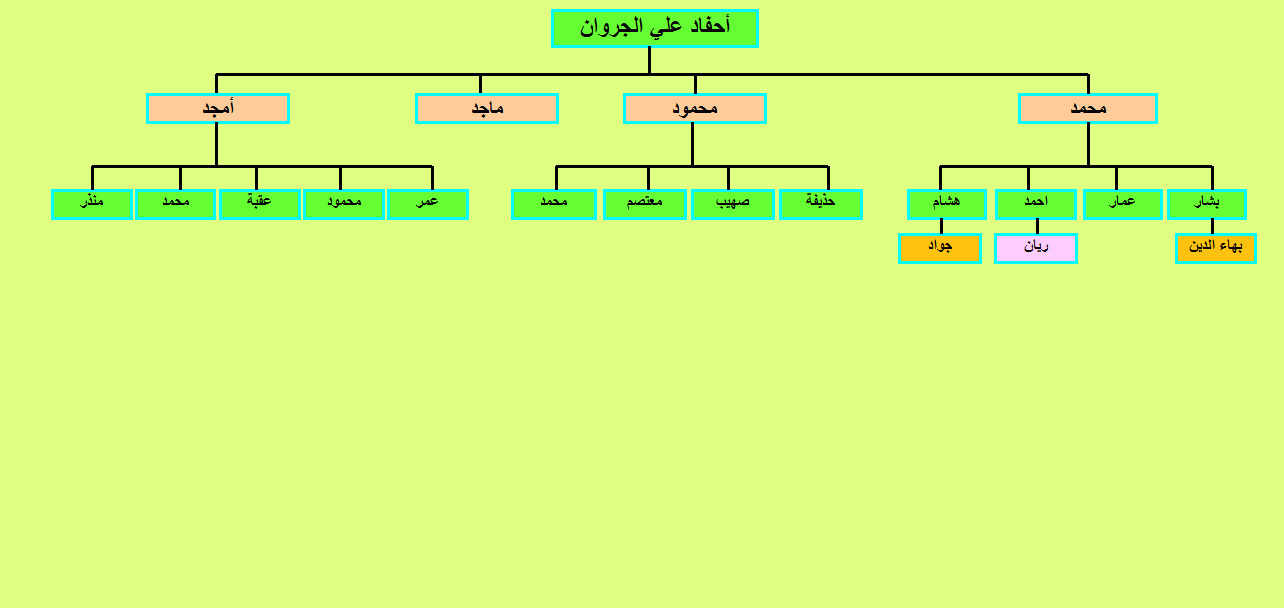 أحفاد علي الجروان
محمد
محمود
ماجد
أمجد
بشار
عمار
احمد
هشام
حذيفة
صهيب
معتصم
محمد
عمر
محمود
عقبة
محمد
منذر
بهاء الدين
ريان
جواد